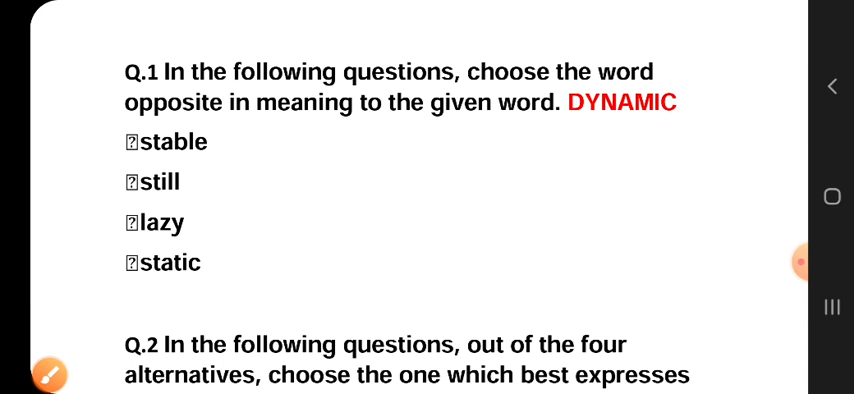 Q.1 In the following questions, choose the word
opposite in meaning to the given word. DYNAMIC
⍰stable
⍰still
⍰lazy
⍰static
Q.2 In the following questions, out of the four
alternatives, choose the one which best expresses